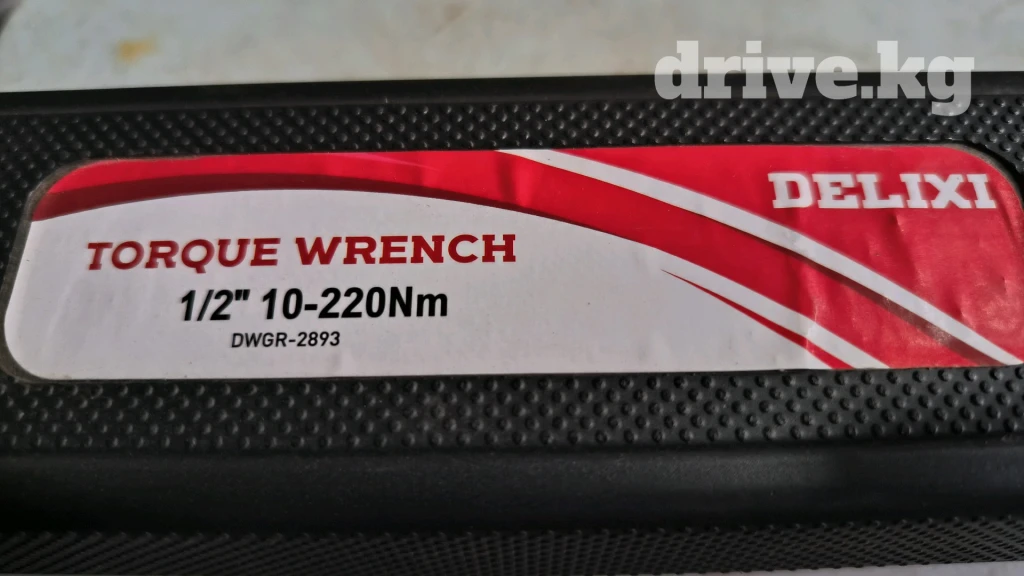 drive.kg
DELIXI
TORQUE WRENCH
1/2" 10-220Nm
DWGR-2893